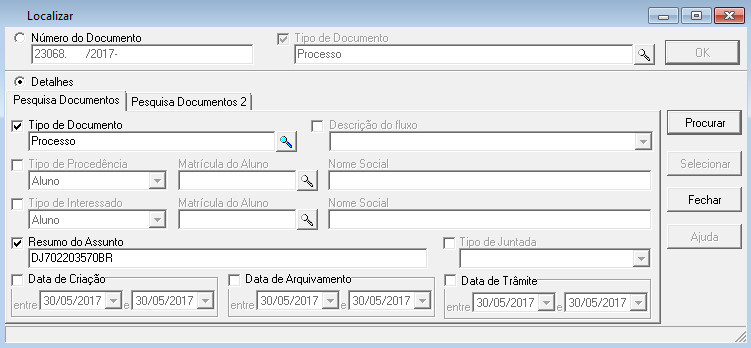 Localizar
Número do Documento
Tipo de Documento
23068. /2017-
Processo
OK
Detalhes
Pesquisa Documentos
Pesquisa Documentos 2
Tipo de Documento
Descrição do fluxo
Processo
Procurar
Tipo de Procedência
Matrícula do Aluno
Nome Social
Aluno
Selecionar
Tipo de Interessado
Matrícula do Aluno
Nome Social
Aluno
Fechar
Resumo do Assunto
Tipo de Juntada
DJ702203570BR
Ajuda
Data de Criação
Data de Arquivamento
Data de Trâmite
entre 30/05/2017 e 30/05/2017
entre 30/05/2017 e 30/05/2017
entre 30/05/2017 e 30/05/2017